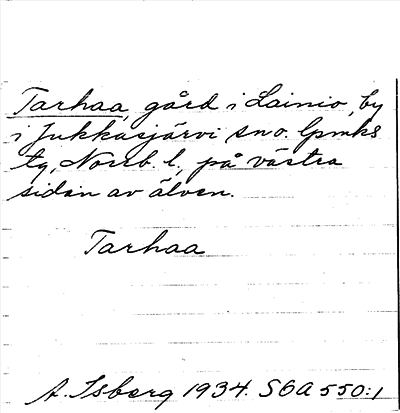 Tarhaa, gård i Lainio, by
i Jukkasjärvi sn o. lpmks
tg, Norrb. l., på västra
sidan av älven.
Tarhaa
A. Isberg 1934. SOA 550:1